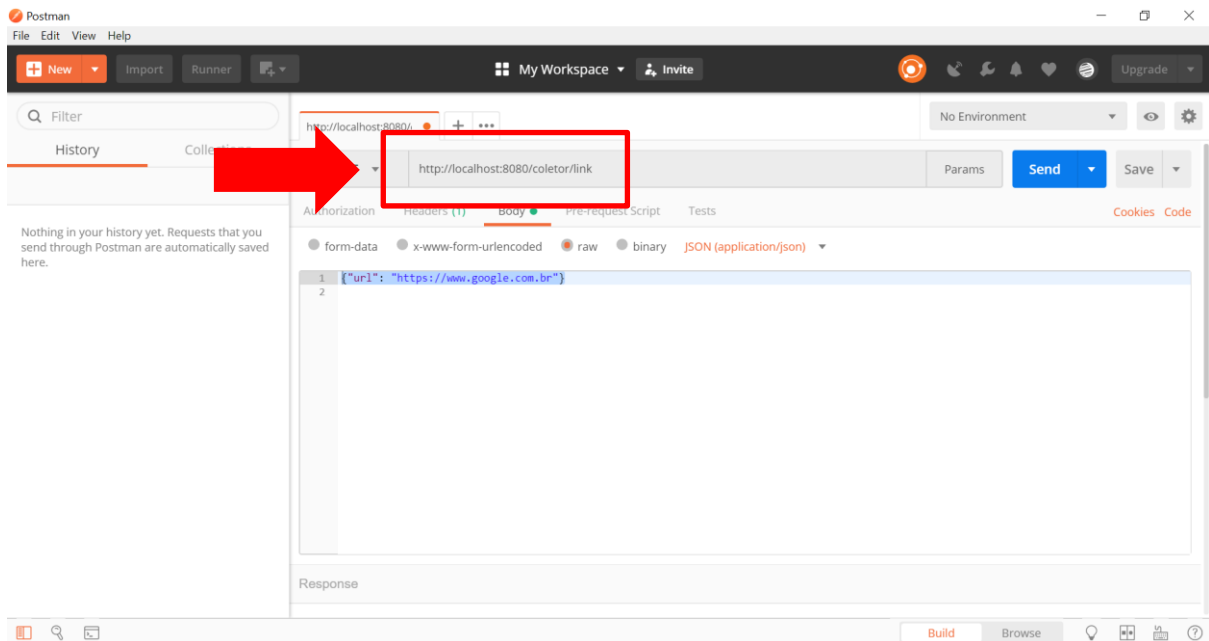 Postman
File Edit View Help
New Import Runner My Workspace Invite Upgrade
Filter
History
Nothing in your history yet. Requests that you
send through Postman are automatically saved
here.
http://localhost:8080/ No Environment
http://localhost:8080/coletor/link Params Send Save
Authorization Headers (1) Body Pre-request Script Tests Cookies Code
form-data x-www-form-urlencoded raw binary JSON (application/json)
1 {"url": "https://www.google.com.br"}
2
Response
Build Browse